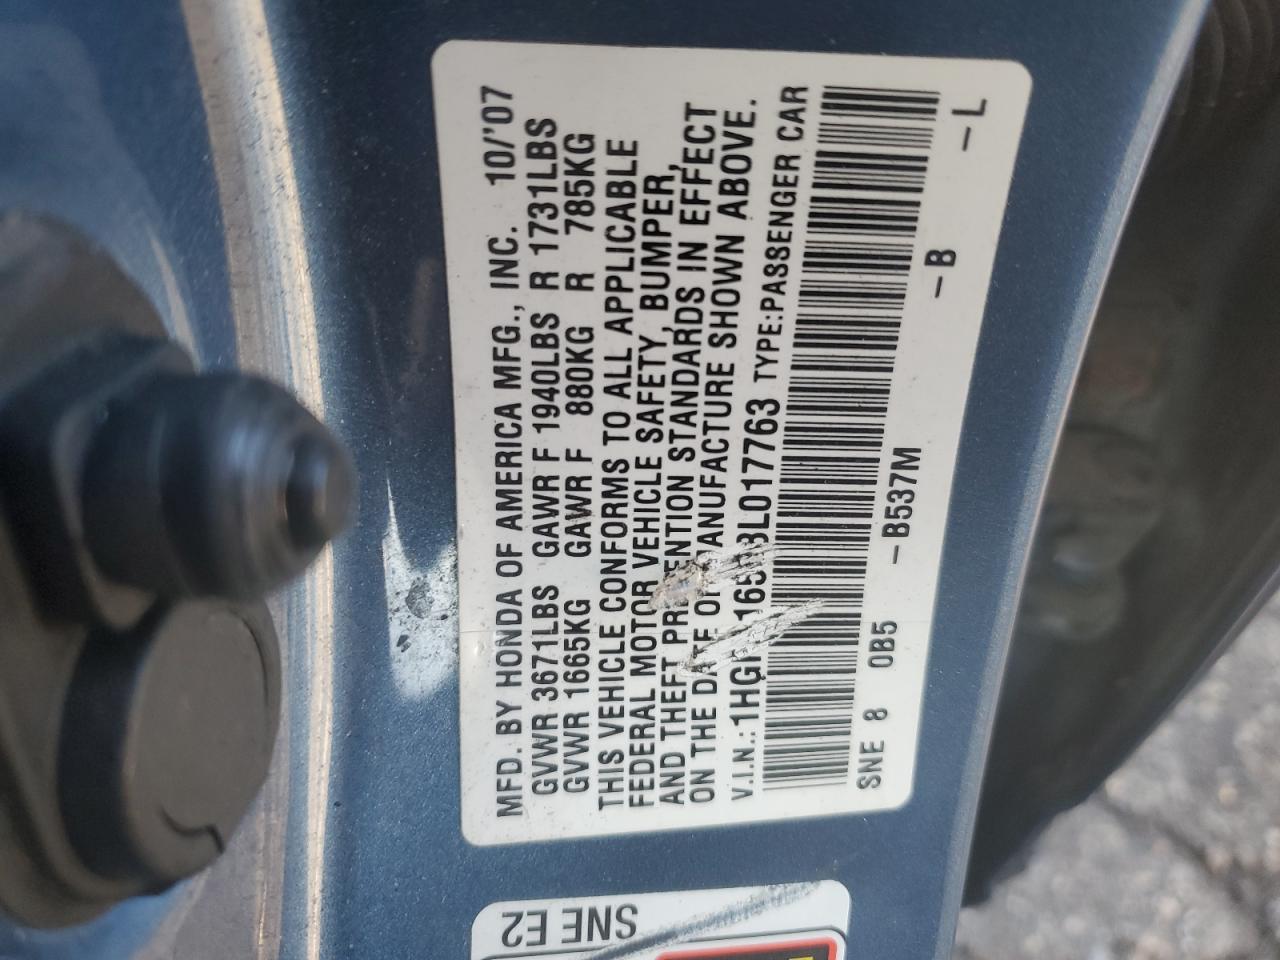 MFD. BY HONDA OF AMERICA MFG., INC. 10/'07
GVWR 3671LBS GAWR F 1940LBS R 1731LBS
GVWR 1665KG GAWR F 880KG R 785KG
THIS VEHICLE CONFORMS TO ALL APPLICABLE
FEDERAL MOTOR VEHICLE SAFETY, BUMPER,
AND THEFT PREVENTION STANDARDS IN EFFECT
ON THE DATE OF MANUFACTURE SHOWN ABOVE.
V.I.N.: TYPE:PASSENGER CAR
SNE 8 0B5 –B537M –B –L
SNE E2